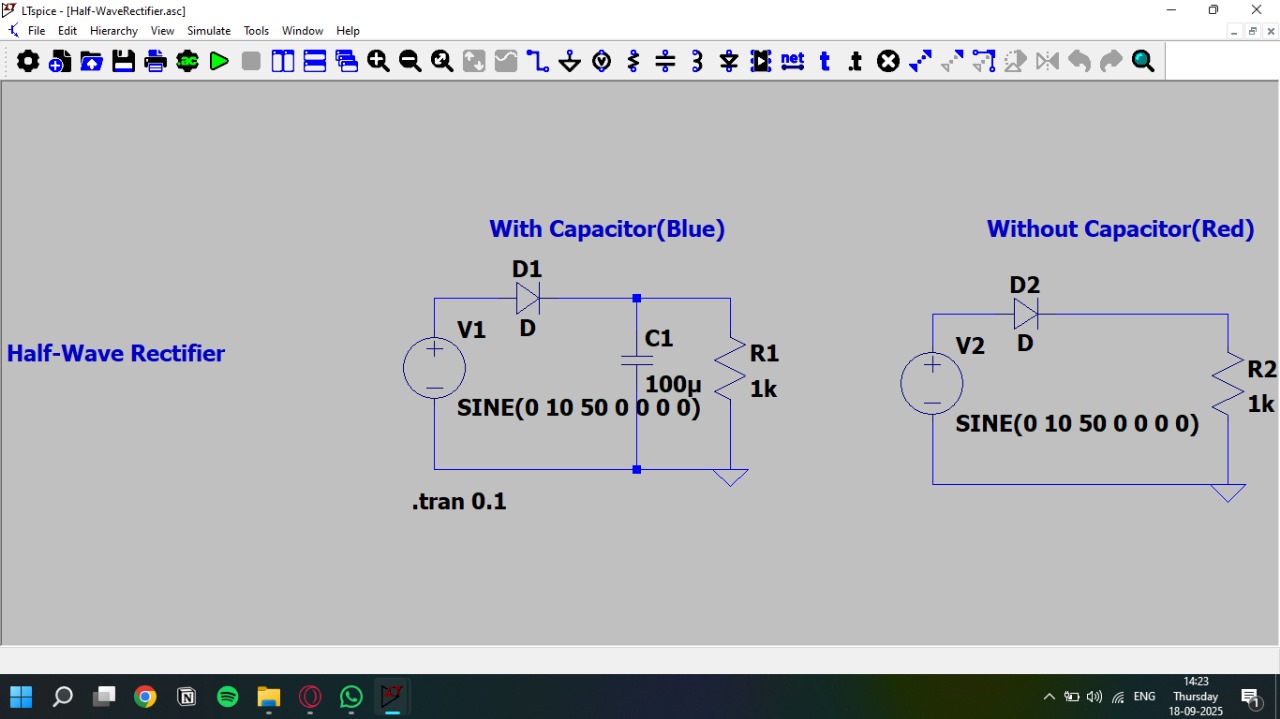 LTspice - [Half-WaveRectifier.asc]
File Edit Hierarchy View Simulate Tools Window Help
ac
net
t
.t
With Capacitor(Blue)
Without Capacitor(Red)
D1
D2
V1
D
C1
V2
D
Half-Wave Rectifier
R1
R2
100µ
1k
1k
SINE(0 10 50 0 0 0 0)
SINE(0 10 50 0 0 0 0)
.tran 0.1
ENG
14:23
Thursday
18-09-2025
1